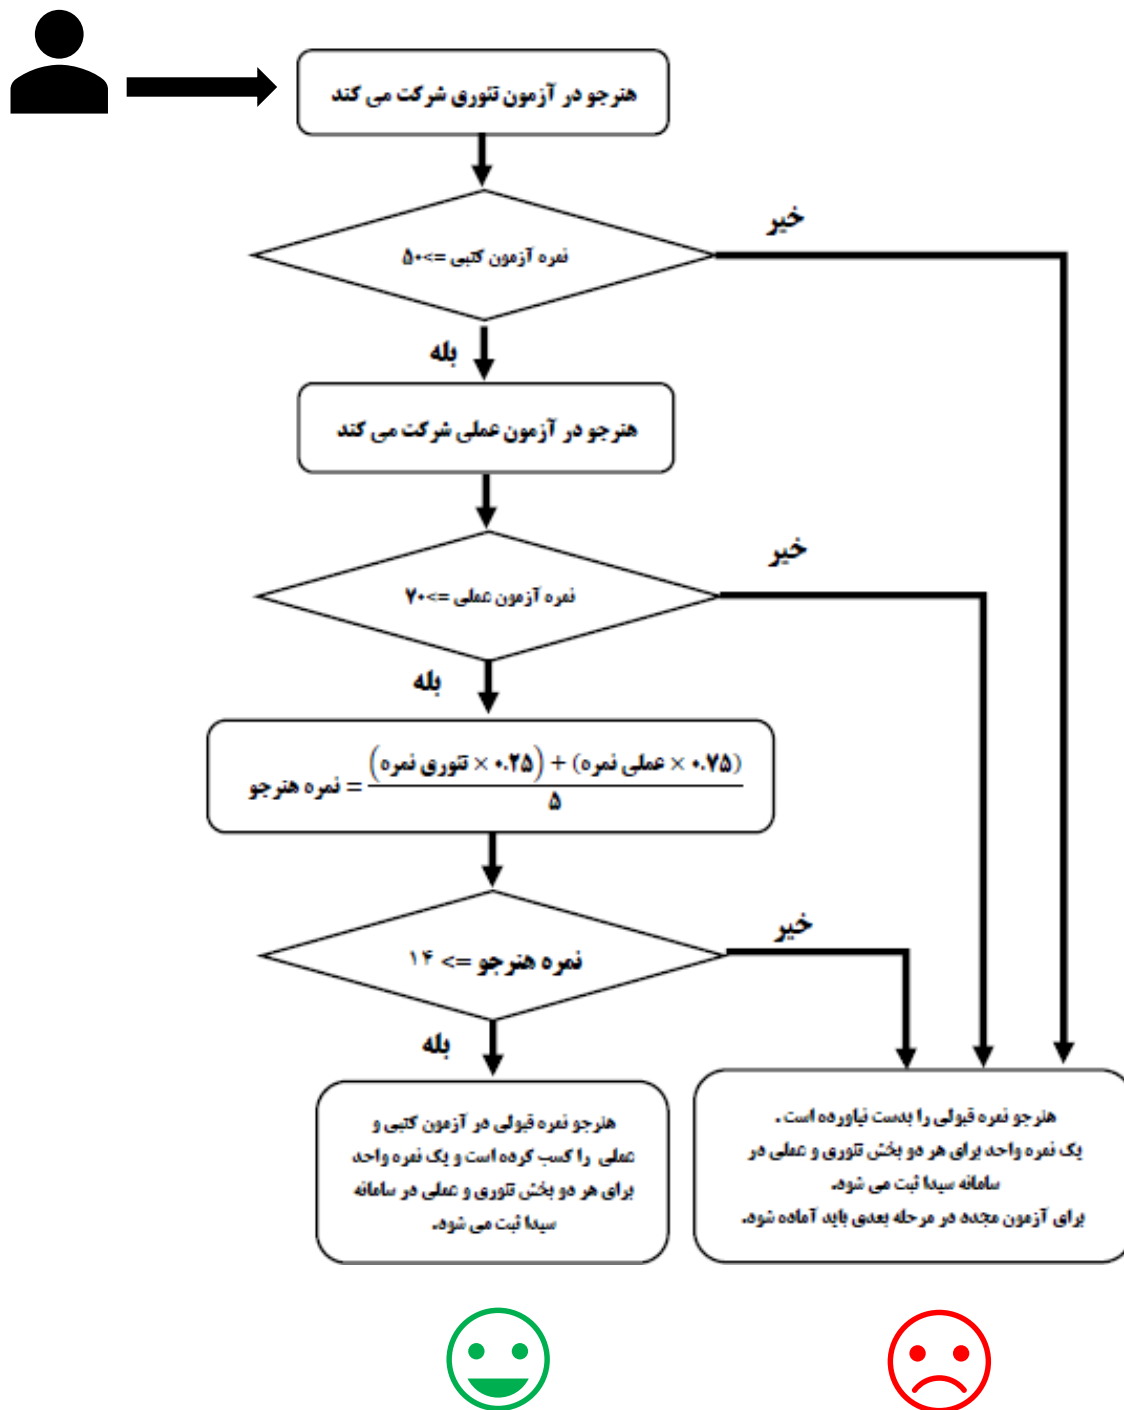 هنرجو در آزمون تئوری شرکت می کند
خیر
نمره آزمون کتبی =>۵۰
بله
هنرجو در آزمون عملی شرکت می کند
خیر
نمره آزمون عملی =>۷۰
بله
نمره هنرجو = ((تئوری نمره × ۰.۲۵) + (عملی نمره × ۰.۷۵)) / ۵
خیر
نمره هنرجو => ۱۴
بله
هنرجو نمره قبولی در آزمون کتبی و
عملی را کسب کرده است و یک نمره واحد
برای هر دو بخش تئوری و عملی در سامانه
سیدا ثبت می شود.
هنرجو نمره قبولی را بدست نیاورده است .
یک نمره واحد برای هر دو بخش تئوری و عملی در
سامانه سیدا ثبت می شود.
برای آزمون مجدد در مرحله بعدی باید آماده شود.